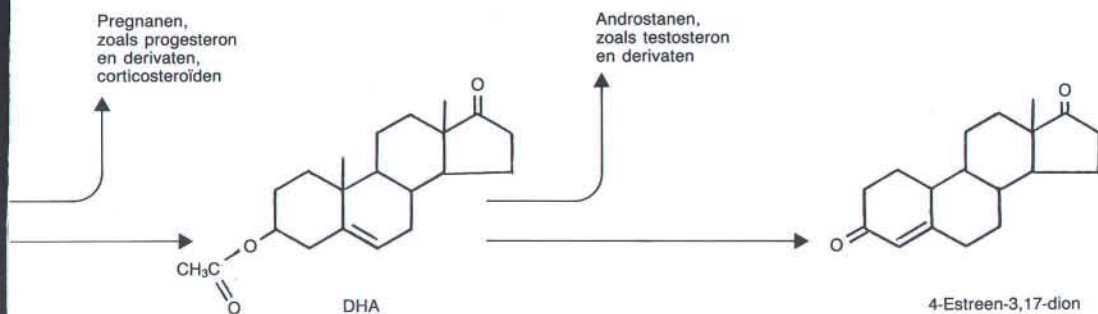 Pregnanen,
zoals progesteron
en derivaten,
corticosteroïden
Androstanen,
zoals testosteron
en derivaten
O
O
O
CH₃C
O
O
DHA
4-Estreen-3,17-dion